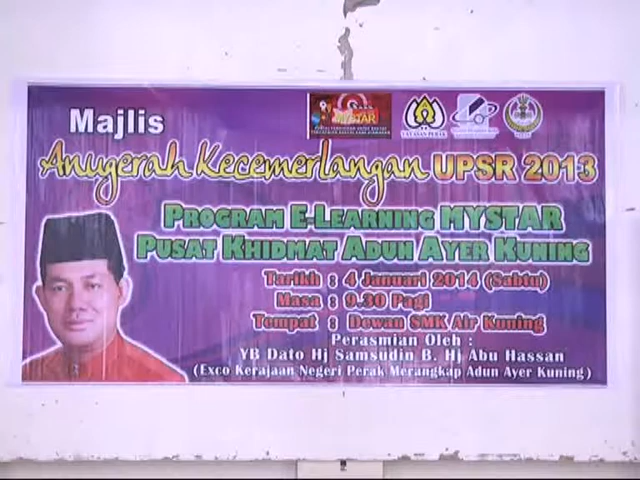 MYSTAR
YAYASAN PERAK
Majlis
Anugerah Kecemerlangan UPSR 2013
PROGRAM E-LEARNING MYSTAR
PUSAT KHIDMAT ADUN AYER KUNING
Tarikh : 4 Januari 2014 (Sabtu)
Masa : 9.30 Pagi
Tempat : Dewan SMK Air Kuning
Perasmian Oleh :
YB Dato Hj Samsudin B. Hj Abu Hassan
(Exco Kerajaan Negeri Perak Merangkap Adun Ayer Kuning)